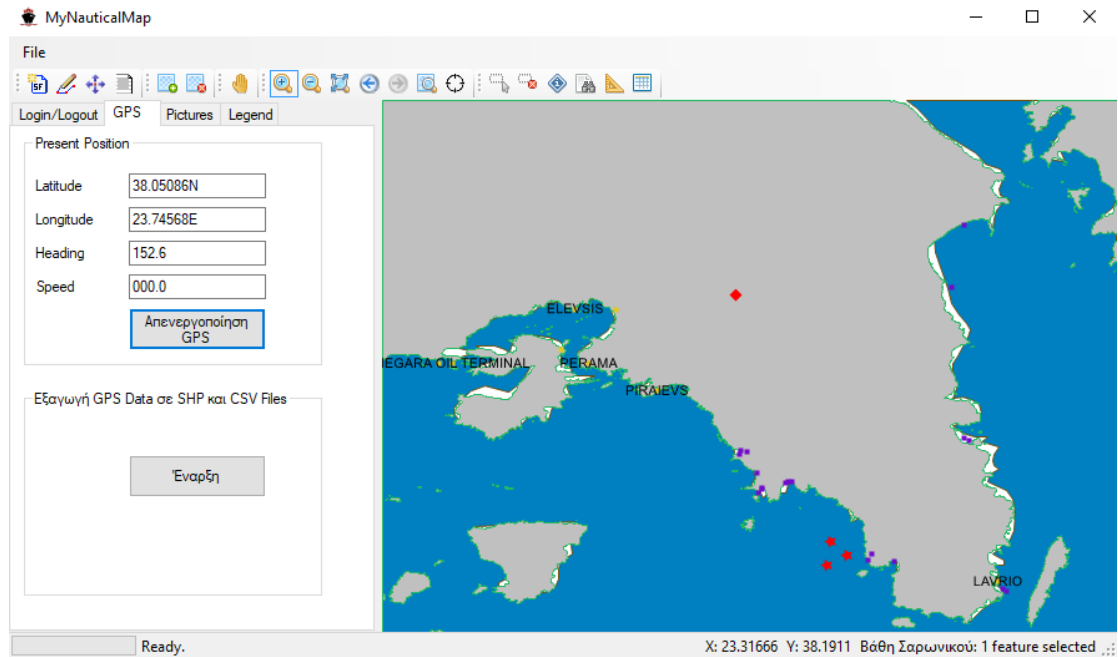 MyNauticalMap
File
SF
Login/Logout GPS Pictures Legend
Present Position
Latitude 38.05086N
Longitude 23.74568E
Heading 152.6
Speed 000.0
Απενεργοποίηση
GPS
Εξαγωγή GPS Data σε SHP και CSV Files
Έναρξη
ELEVSIS
EGARA OIL TERMINAL
PERAMA
PIRAIEVS
LAVRIO
Ready.
X: 23.31666 Y: 38.1911 Βάθη Σαρωνικού: 1 feature selected